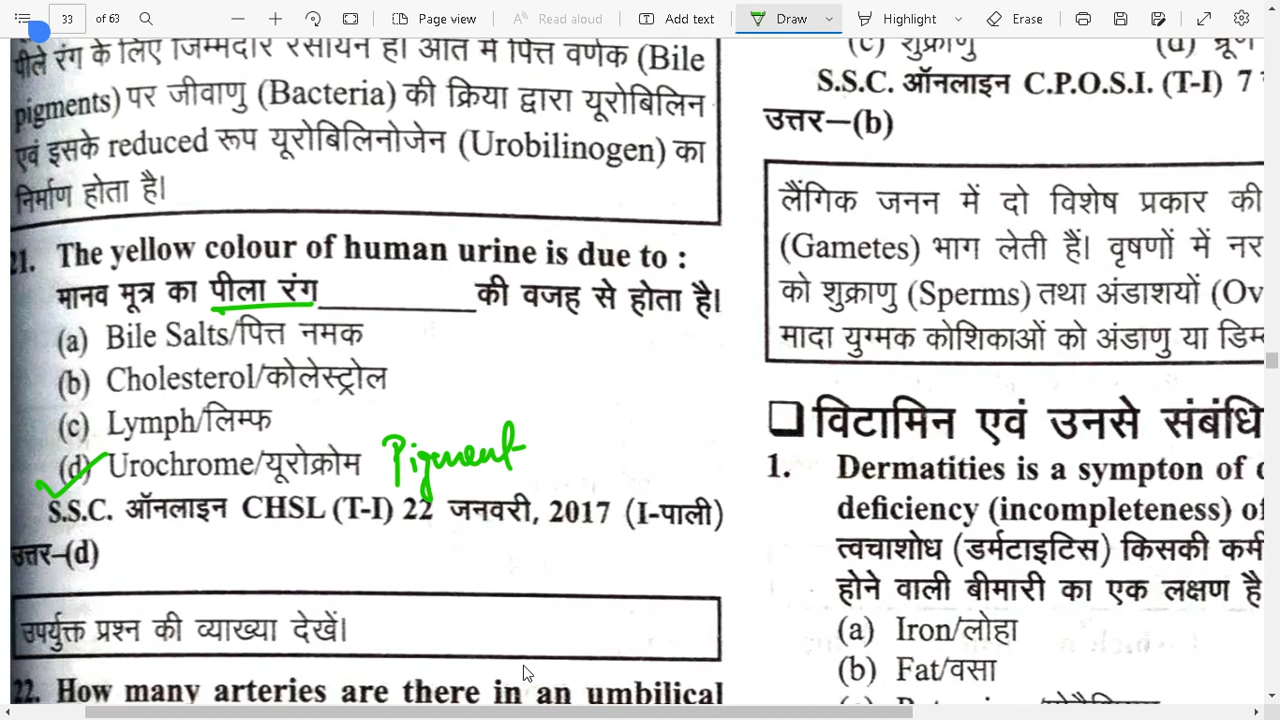 33 of 63 Page view Read aloud Add text Draw Highlight Erase
पीले रंग के लिए जिम्मेदार रसायन है। आंत में पित्त वर्णक (Bile
pigments) पर जीवाणु (Bacteria) की क्रिया द्वारा यूरोबिलिन
एवं इसके reduced रूप यूरोबिलिनोजेन (Urobilinogen) का
निर्माण होता है।
21. The yellow colour of human urine is due to :
मानव मूत्र का पीला रंग__________ की वजह से होता है।
(a) Bile Salts/पित्त नमक
(b) Cholesterol/कोलेस्ट्रोल
(c) Lymph/लिम्फ
(d) Urochrome/यूरोक्रोम Pigment
S.S.C. ऑनलाइन CHSL (T-I) 22 जनवरी, 2017 (I-पाली)
उत्तर–(d)
उपर्युक्त प्रश्न की व्याख्या देखें।
22. How many arteries are there in an umbilical
(c) शुक्राणु (d) भ्रूण
S.S.C. ऑनलाइन C.P.O.S.I. (T-I) 7
उत्तर–(b)
लैंगिक जनन में दो विशेष प्रकार की
(Gametes) भाग लेती हैं। वृषणों में नर
को शुक्राणु (Sperms) तथा अंडाशयों (Ov
मादा युग्मक कोशिकाओं को अंडाणु या डिम
❑ विटामिन एवं उनसे संबंधि
1. Dermatities is a sympton of
deficiency (incompleteness) of
त्वचाशोध (डर्मटाइटिस) किसकी कमी
होने वाली बीमारी का एक लक्षण है
(a) Iron/लोहा
(b) Fat/वसा